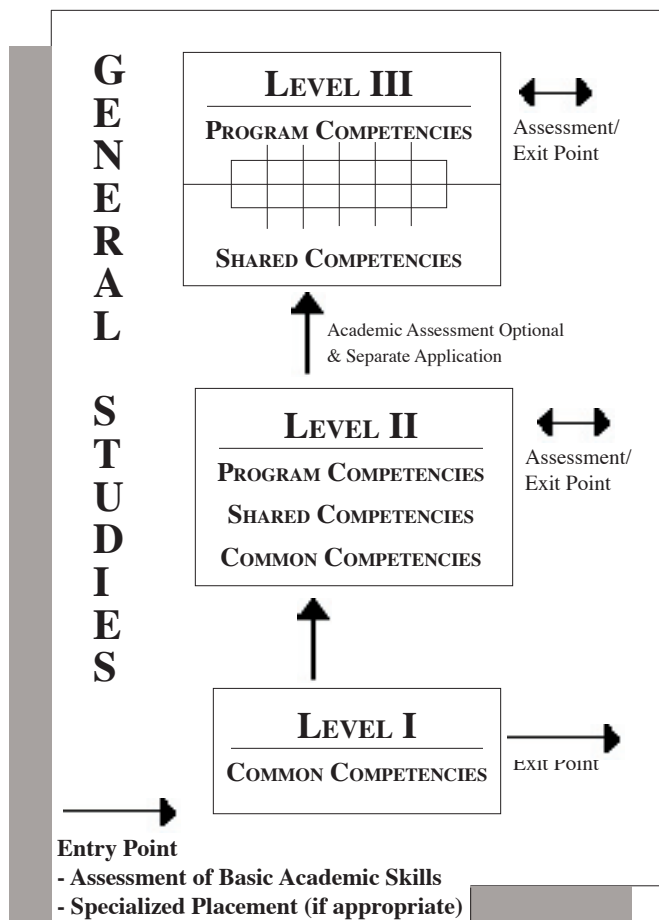 GENERAL STUDIES
LEVEL III
PROGRAM COMPETENCIES
SHARED COMPETENCIES
Assessment/
Exit Point
Academic Assessment Optional
& Separate Application
LEVEL II
PROGRAM COMPETENCIES
SHARED COMPETENCIES
COMMON COMPETENCIES
Assessment/
Exit Point
LEVEL I
COMMON COMPETENCIES
Exit Point
Entry Point
- Assessment of Basic Academic Skills
- Specialized Placement (if appropriate)